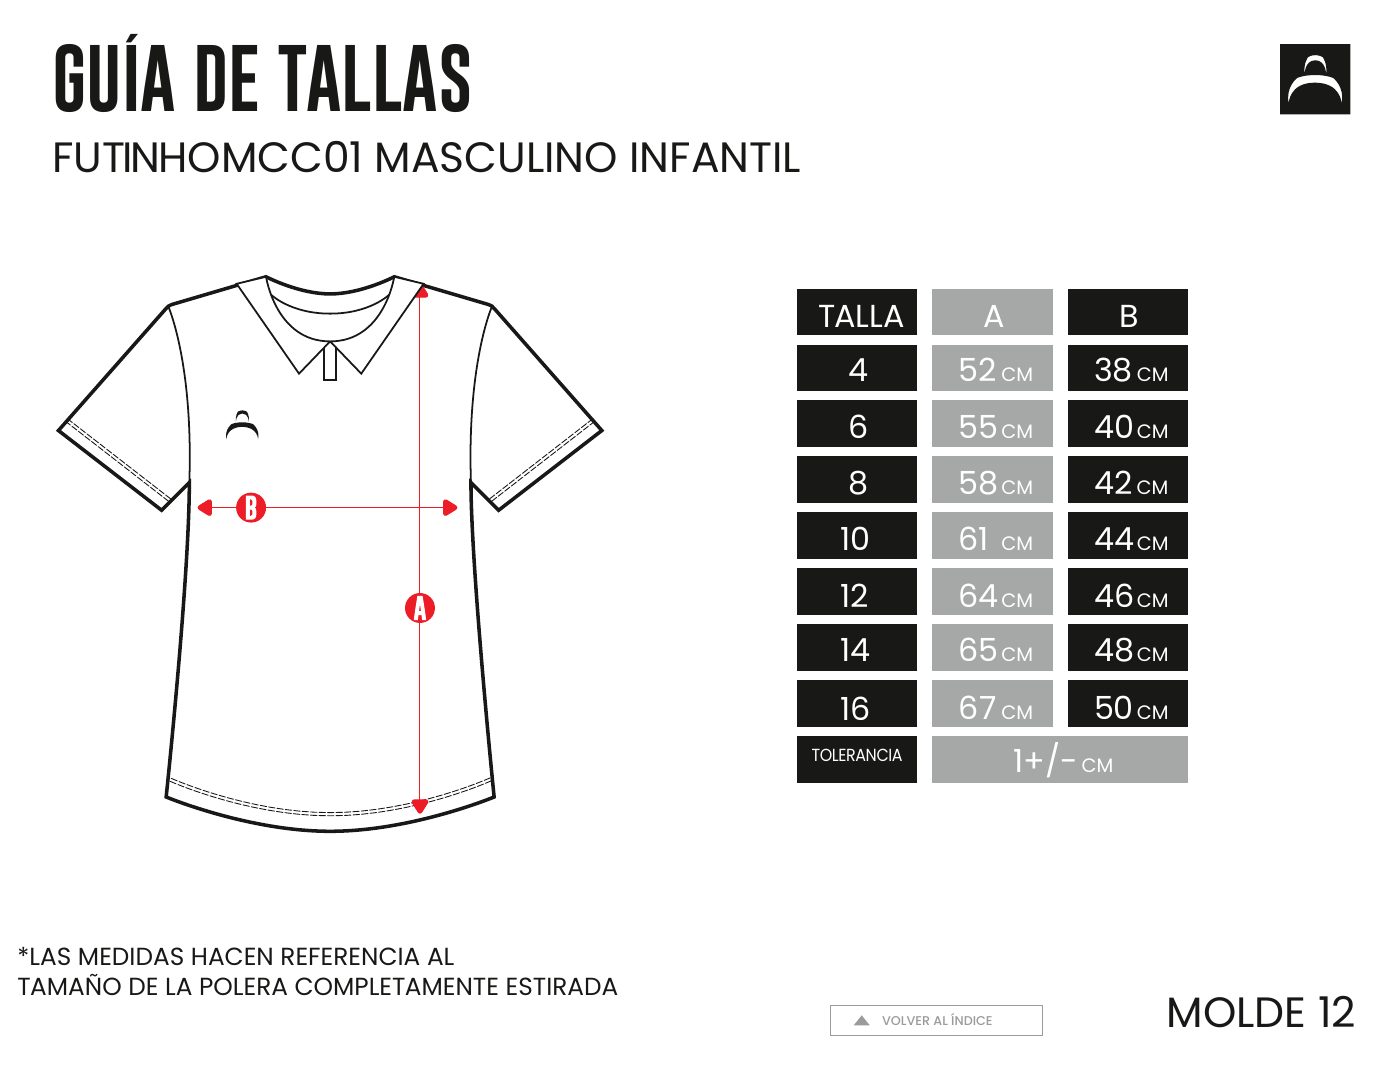 GUÍA DE TALLAS
FUTINHOMCC01 MASCULINO INFANTIL
B
A
TALLA A B
4 52 CM 38 CM
6 55 CM 40 CM
8 58 CM 42 CM
10 61 CM 44 CM
12 64 CM 46 CM
14 65 CM 48 CM
16 67 CM 50 CM
TOLERANCIA 1+/- CM
*LAS MEDIDAS HACEN REFERENCIA AL
TAMAÑO DE LA POLERA COMPLETAMENTE ESTIRADA
VOLVER AL ÍNDICE
MOLDE 12